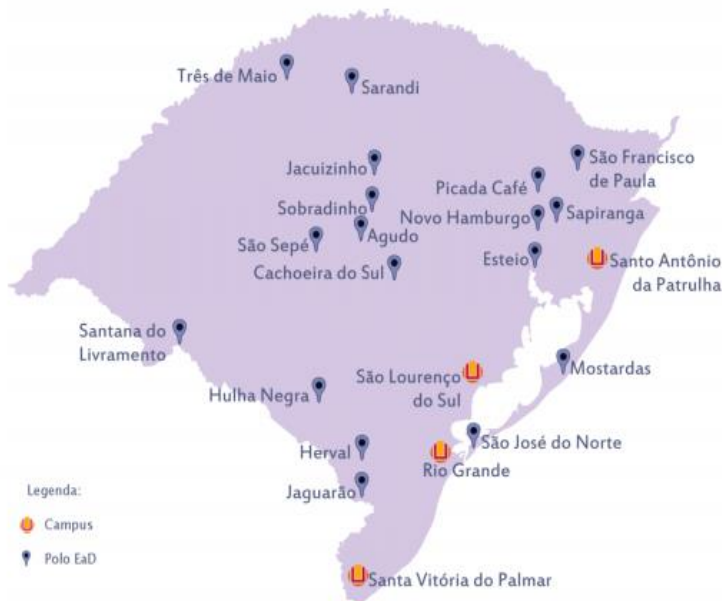 Três de Maio
Sarandi
Jacuizinho
São Francisco
de Paula
Picada Café
Sobradinho
Novo Hamburgo
Sapiranga
Agudo
São Sepé
Cachoeira do Sul
Esteio
Santo Antônio
da Patrulha
Santana do
Livramento
Mostardas
São Lourenço
do Sul
Hulha Negra
São José do Norte
Herval
Rio Grande
Jaguarão
Legenda:
Campus
Polo EaD
Santa Vitória do Palmar